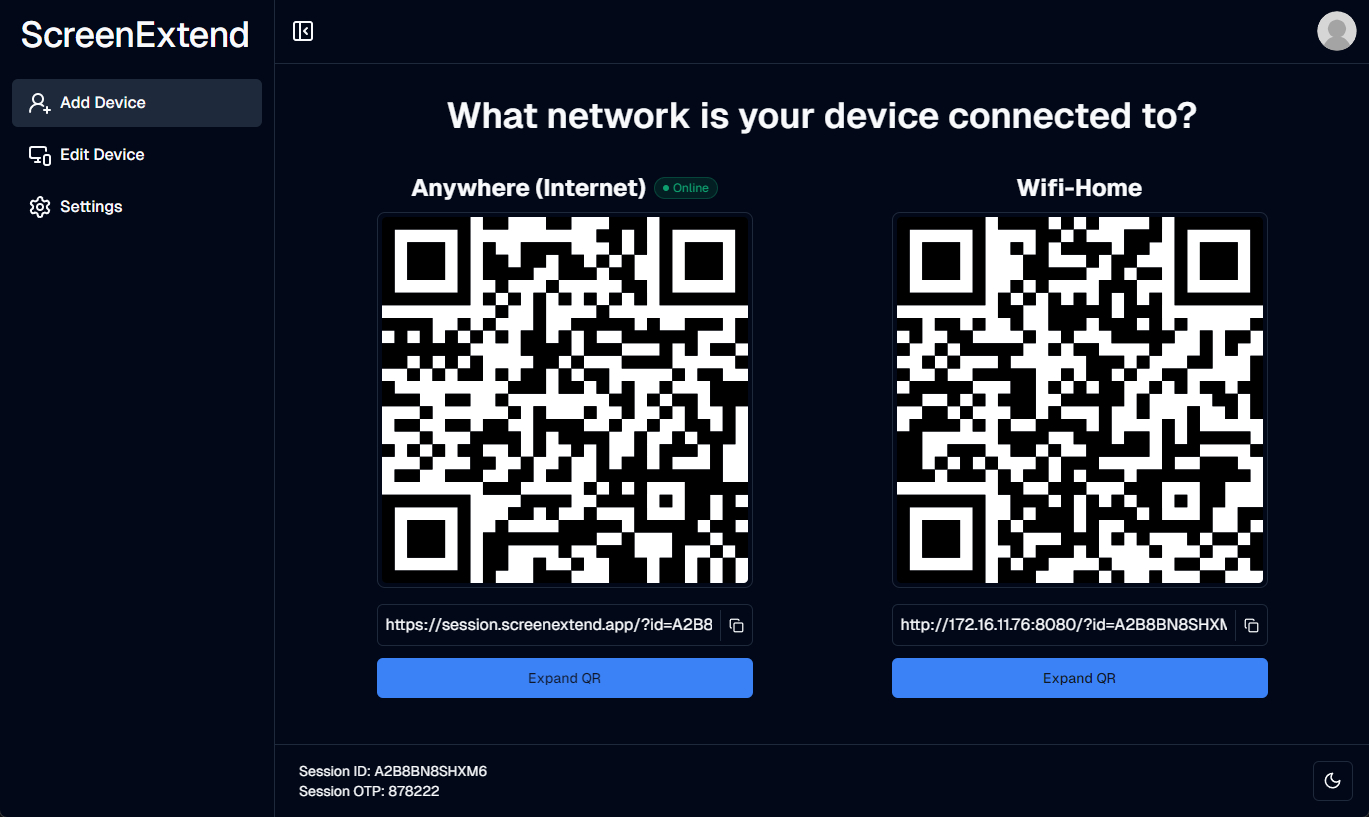 ScreenExtend
Add Device
Edit Device
Settings
What network is your device connected to?
Anywhere (Internet)
Online
https://session.screenextend.app/?id=A2B8
Expand QR
Wifi-Home
http://172.16.11.76:8080/?id=A2B8BN8SHXM
Expand QR
Session ID: A2B8BN8SHXM6
Session OTP: 878222